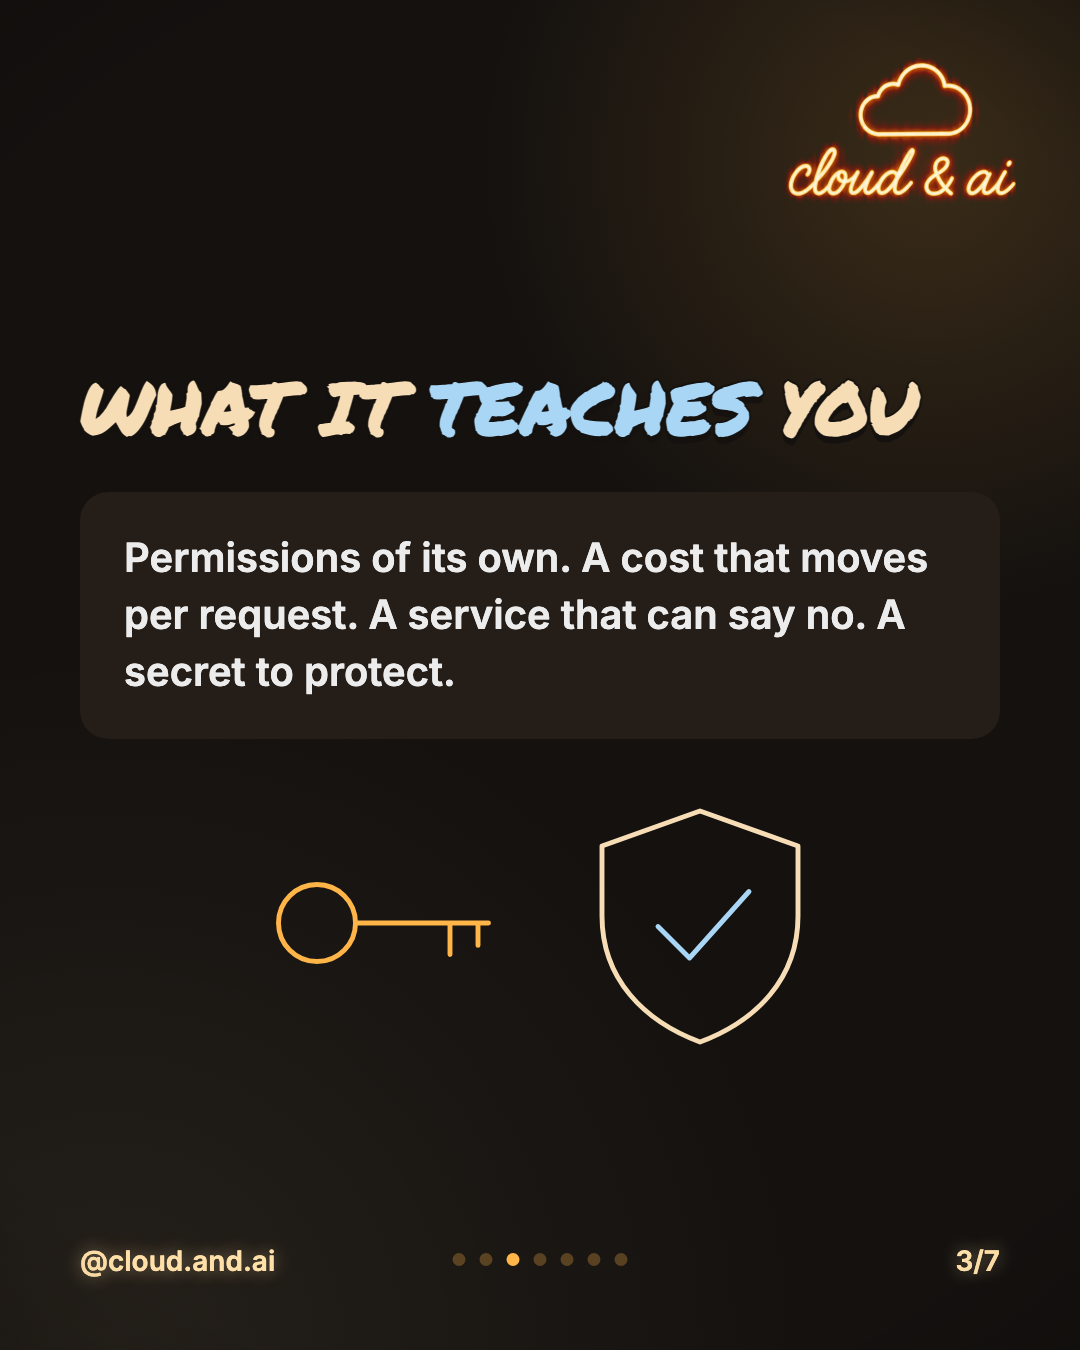 cloud & ai
WHAT IT TEACHES YOU
Permissions of its own. A cost that moves
per request. A service that can say no. A
secret to protect.
@cloud.and.ai
3/7